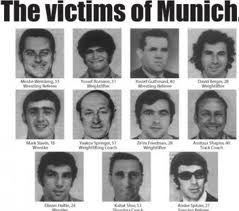 The victims of Munich
Moshe Weinberg, 33
Wrestling Referee
Yossef Romano, 31
Weightlifter
Yossef Gutfreund, 40
Wrestling Referee
David Berger, 28
Weightlifter
Mark Slavin, 18
Wrestler
Yaakov Springer, 51
Weightlifting Coach
Ze'ev Friedman, 28
Weightlifter
Amitzur Shapira, 40
Track Coach
Eliezer Halfin, 24
Wrestler
Kehat Shur, 53
Shooting Coach
Andre Spitzer, 27